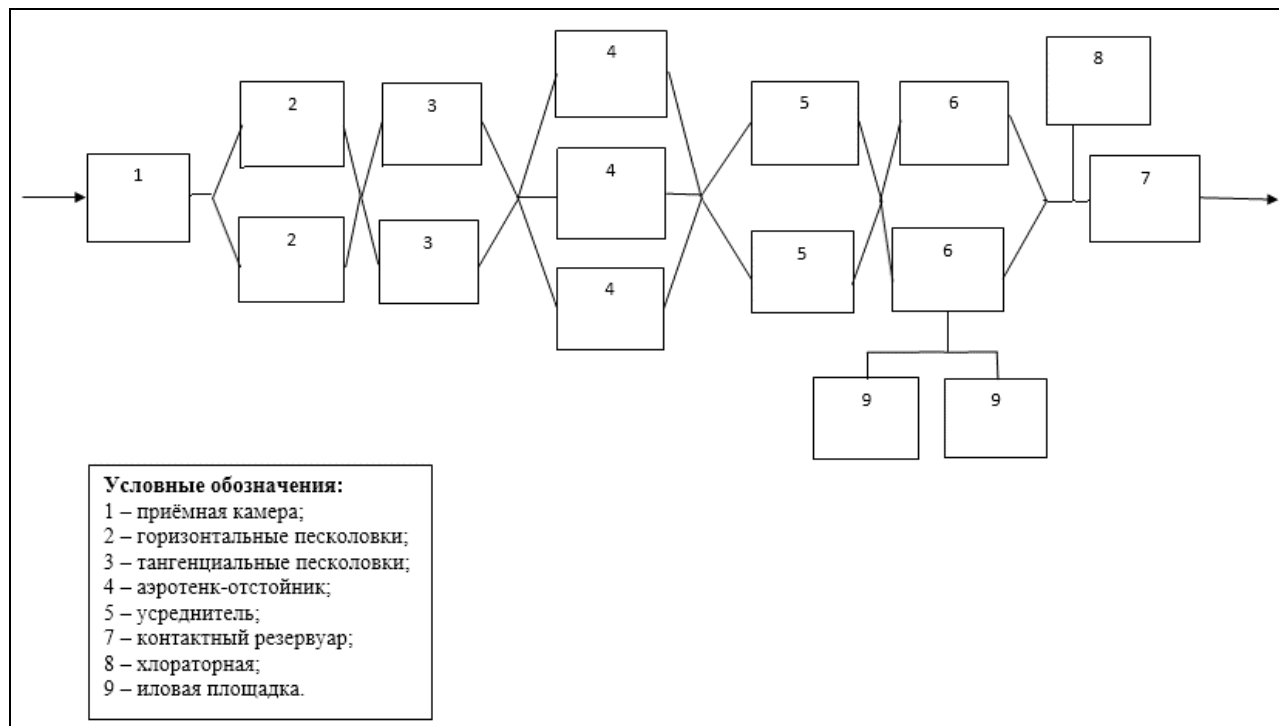 4
8
2
3
5
6
1
4
7
2
3
5
6
4
9
9
Условные обозначения:
1 – приёмная камера;
2 – горизонтальные песколовки;
3 – тангенциальные песколовки;
4 – аэротенк-отстойник;
5 – усреднитель;
7 – контактный резервуар;
8 – хлораторная;
9 – иловая площадка.